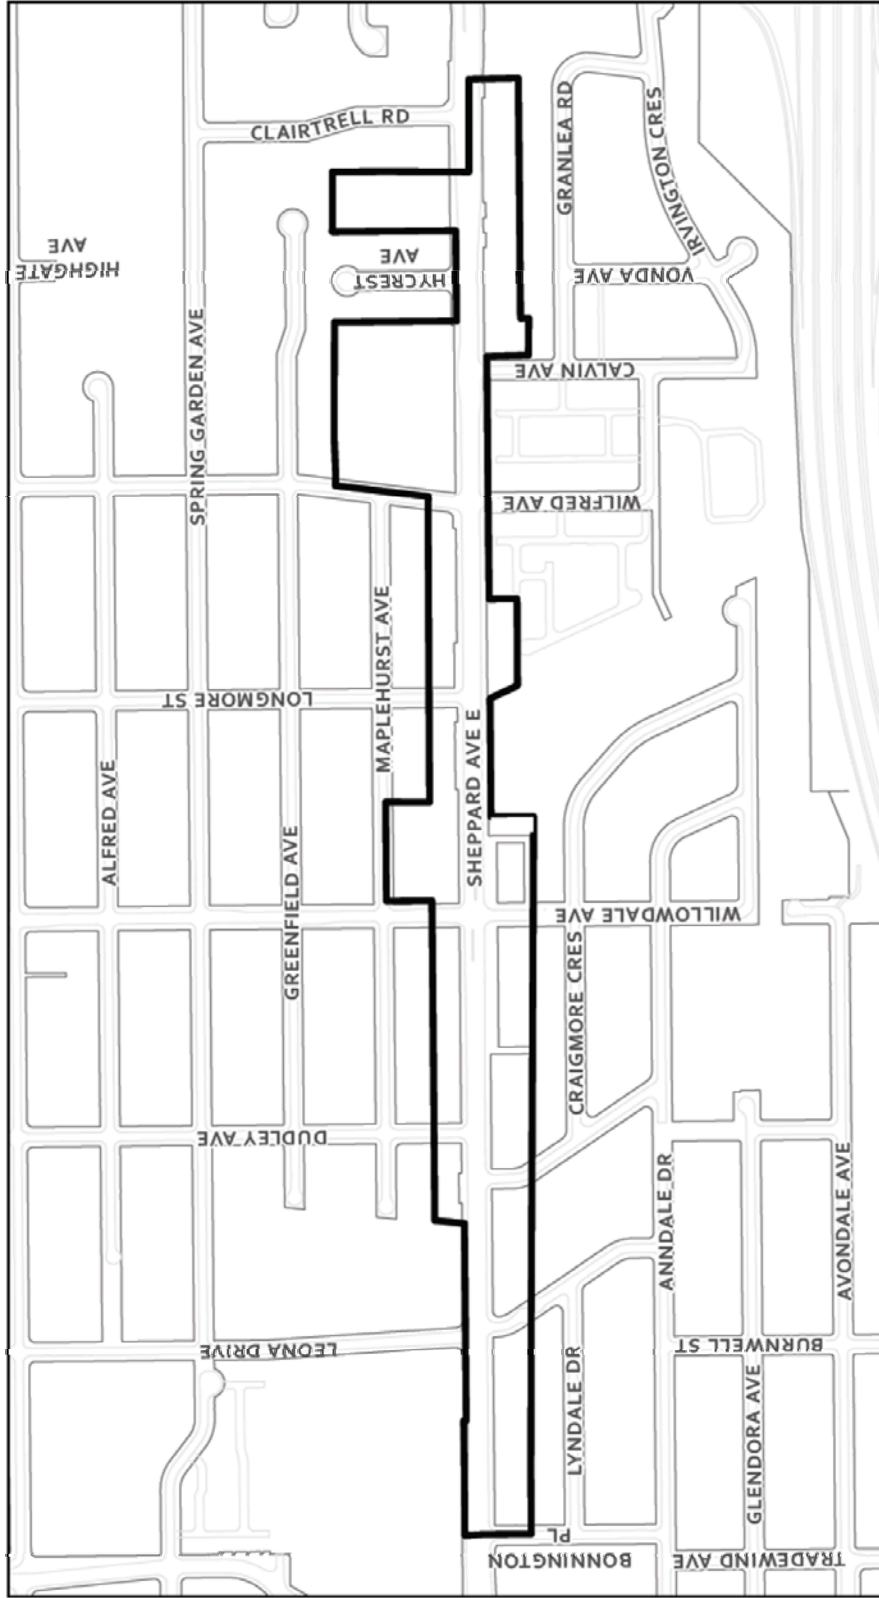 CLAIRTRELL RD
GRANLEA RD
IRVINGTON CRES
HIGHGATE
AVE
HYCREST
AVE
VONDA AVE
SPRING GARDEN AVE
CALVIN AVE
WILFRED AVE
MAPLEHURST AVE
LONGMORE ST
SHEPPARD AVE E
ALFRED AVE
GREENFIELD AVE
WILLOWDALE AVE
CRAIGMORE CRES
DUDLEY AVE
ANNDALE DR
AVONDALE AVE
LEONA DRIVE
BURNWELL ST
LYNDALE DR
GLENDORA AVE
BONNINGTON
PL
TRADEWIND AVE